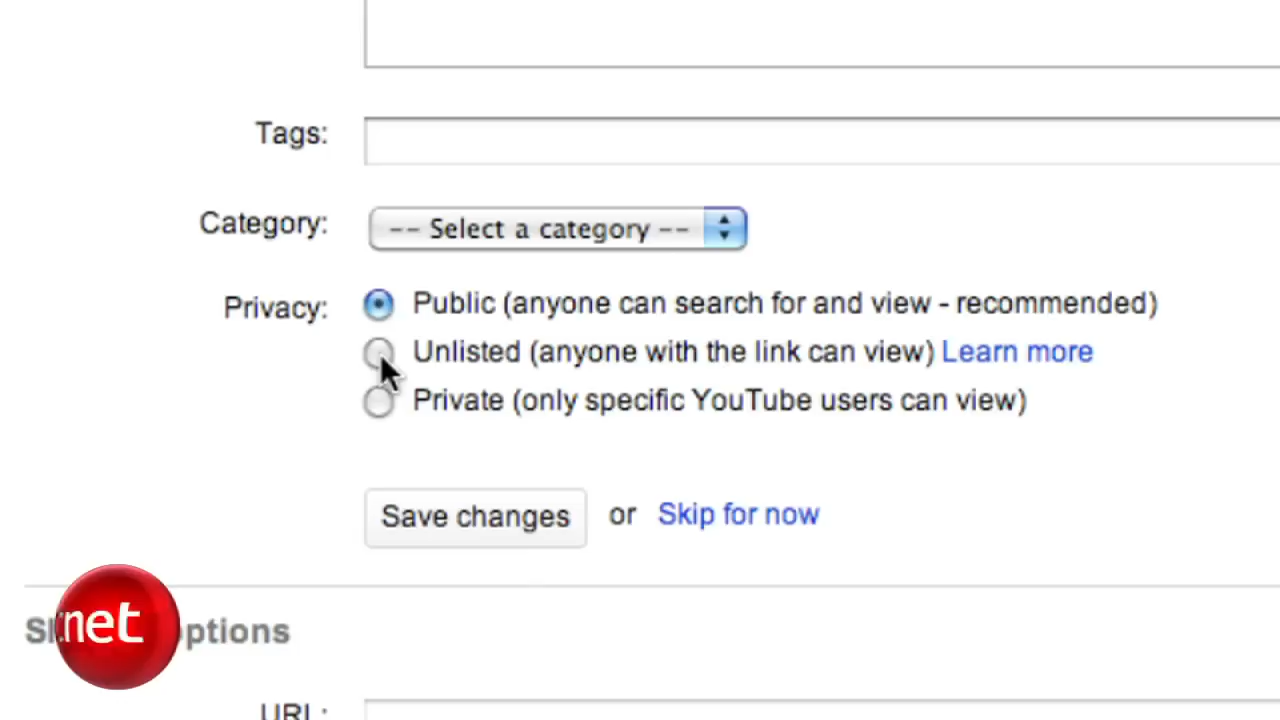 Tags:
Category: -- Select a category --
Privacy: Public (anyone can search for and view - recommended)
Unlisted (anyone with the link can view) Learn more
Private (only specific YouTube users can view)
Save changes or Skip for now
net
ptions
URL: